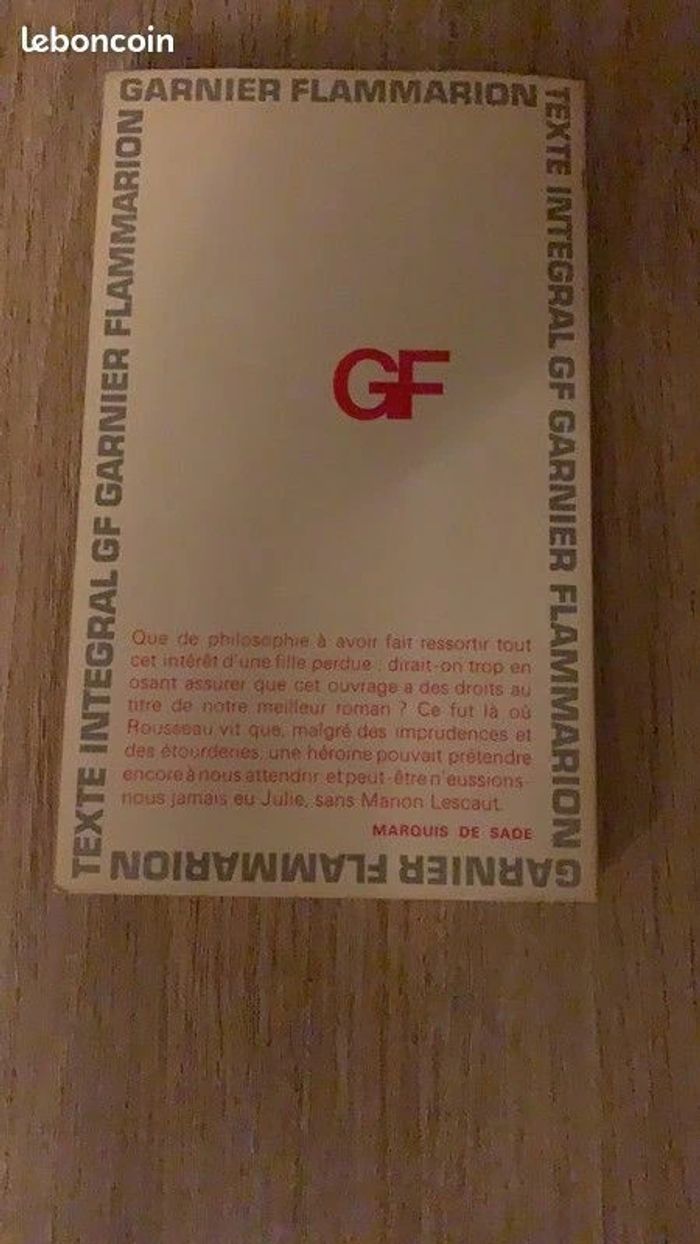 leboncoin
GARNIER FLAMMARION
TEXTE INTEGRAL GF GARNIER FLAMMARION
TEXTE INTEGRAL GF GARNIER FLAMMARION
GF
Que de philosophie à avoir fait ressortir tout
cet intérêt d'une fille perdue : dirait-on trop en
osant assurer que cet ouvrage a des droits au
titre de notre meilleur roman ? Ce fut là où
Rousseau vit que, malgré des imprudences et
des étourderies, une héroïne pouvait prétendre
encore à nous attendrir et peut-être n'eussions-
nous jamais eu Julie, sans Manon Lescaut.
MARQUIS DE SADE
GARNIER FLAMMARION